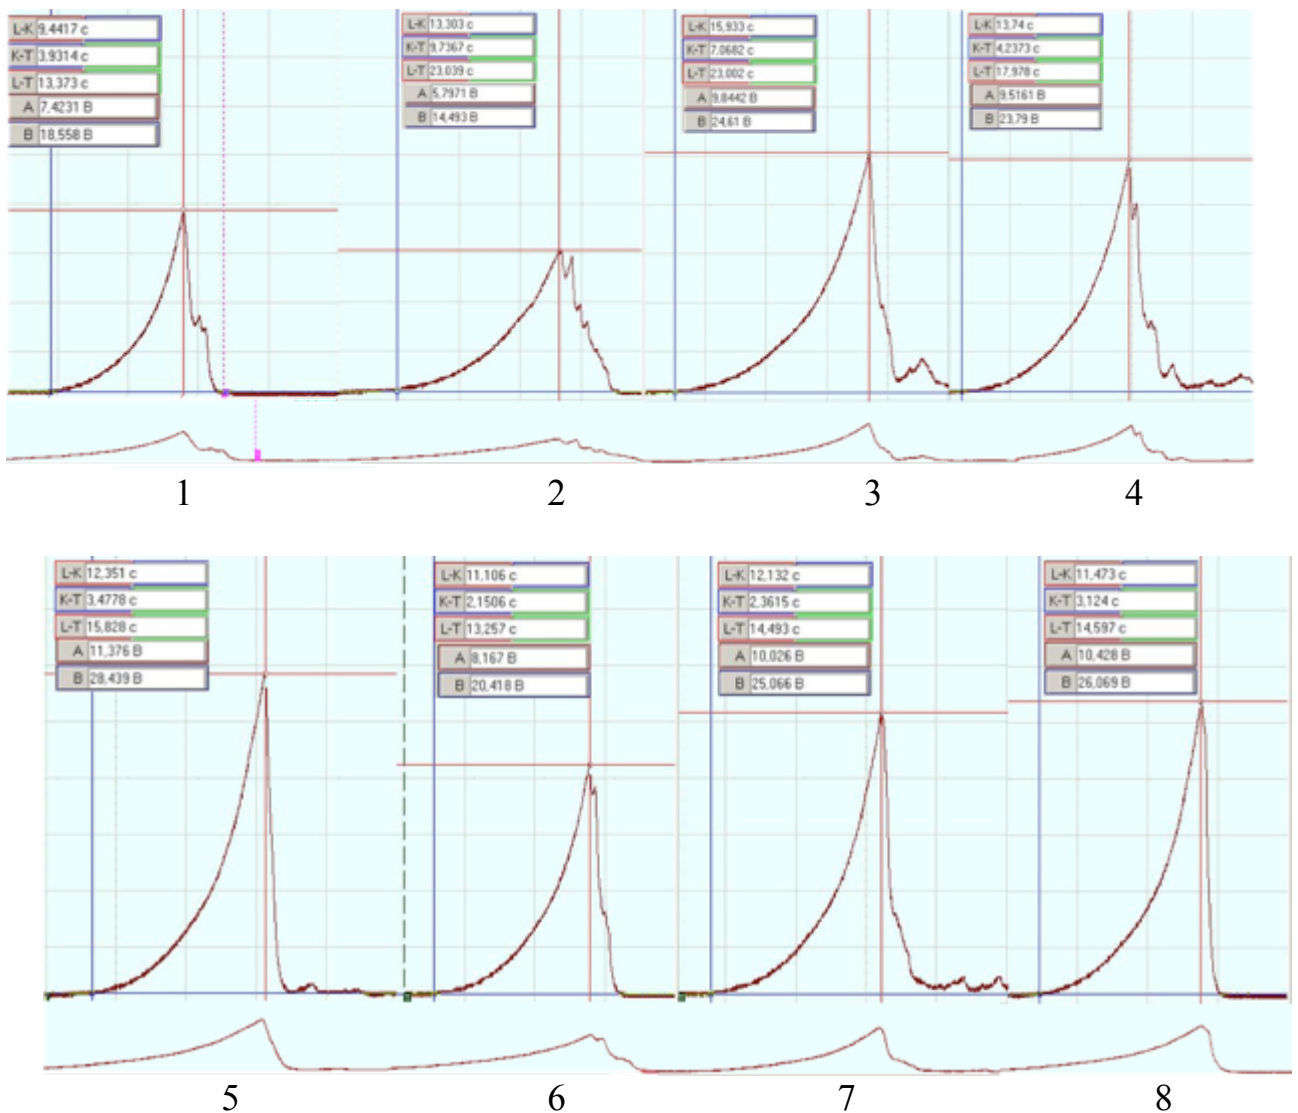 L-K 9,4417 c
K-T 3,9314 c
L-T 13,373 c
A 7,4231 B
B 18,558 B
L-K 13,303 c
K-T 9,7367 c
L-T 23,039 c
A 5,7971 B
B 14,493 B
L-K 15,933 c
K-T 7,0682 c
L-T 23,002 c
A 9,8442 B
B 24,61 B
L-K 13,74 c
K-T 4,2373 c
L-T 17,978 c
A 9,5161 B
B 23,79 B
1 2 3 4
L-K 12,351 c
K-T 3,4778 c
L-T 15,828 c
A 11,376 B
B 28,439 B
L-K 11,106 c
K-T 2,1506 c
L-T 13,257 c
A 8,167 B
B 20,418 B
L-K 12,132 c
K-T 2,3615 c
L-T 14,493 c
A 10,026 B
B 25,066 B
L-K 11,473 c
K-T 3,124 c
L-T 14,597 c
A 10,428 B
B 26,069 B
5 6 7 8